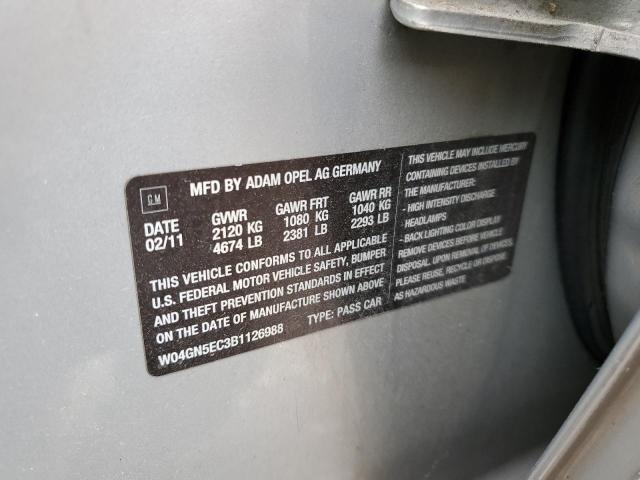 GM
MFD BY ADAM OPEL AG GERMANY
DATE GVWR GAWR FRT GAWR RR
02/11 2120 KG 1080 KG 1040 KG
4674 LB 2381 LB 2293 LB
THIS VEHICLE CONFORMS TO ALL APPLICABLE
U.S. FEDERAL MOTOR VEHICLE SAFETY, BUMPER
AND THEFT PREVENTION STANDARDS IN EFFECT
ON THE DATE OF MANUFACTURE SHOWN ABOVE
W04GN5EC3B1126988 TYPE: PASS CAR
THIS VEHICLE MAY INCLUDE MERCURY
CONTAINING DEVICES INSTALLED BY
THE MANUFACTURER:
- HIGH INTENSITY DISCHARGE
HEADLAMPS
- BACK LIGHTING COLOR DISPLAY
REMOVE DEVICES BEFORE VEHICLE
DISPOSAL. UPON REMOVAL OF DEVICES,
PLEASE REUSE, RECYCLE OR DISPOSE
AS HAZARDOUS WASTE.